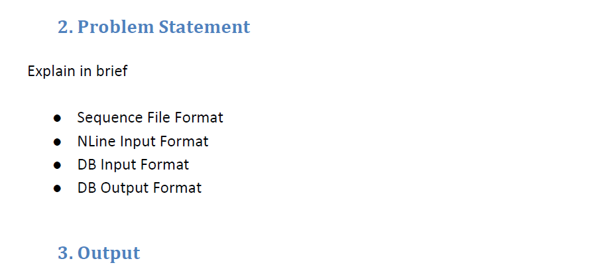 2. Problem Statement
Explain in brief
● Sequence File Format
● NLine Input Format
● DB Input Format
● DB Output Format
3. Output